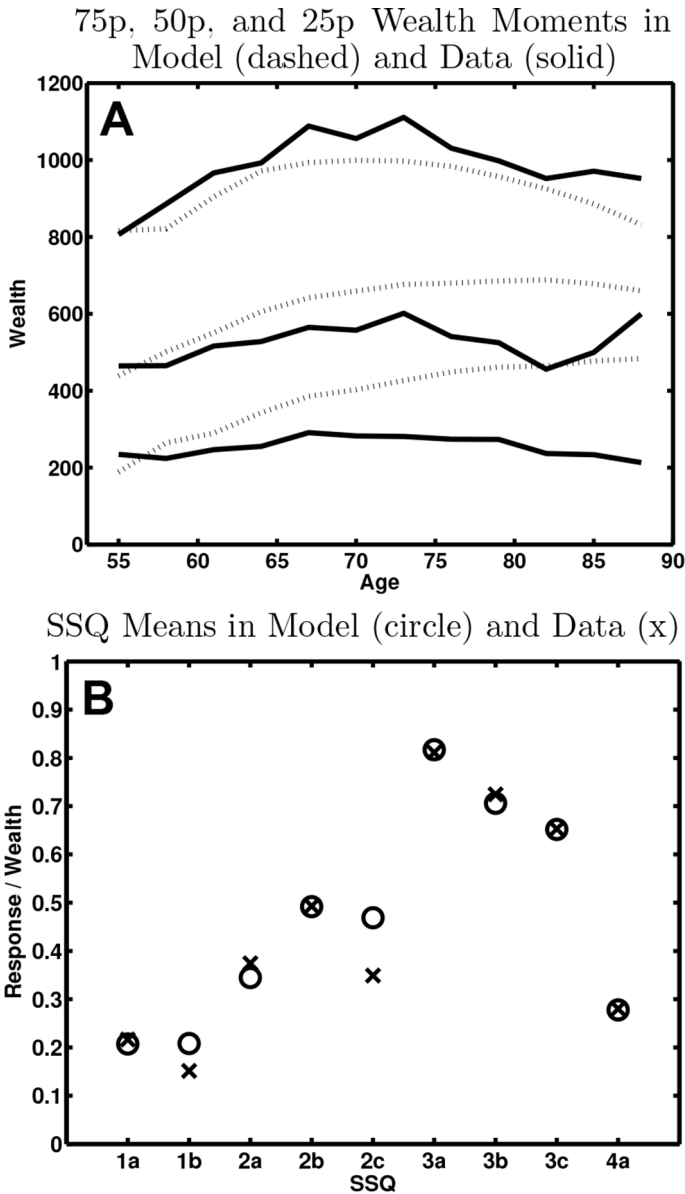 75p, 50p, and 25p Wealth Moments in
Model (dashed) and Data (solid)
A
1200
1000
800
600
400
200
0
Wealth
55 60 65 70 75 80 85 90
Age
SSQ Means in Model (circle) and Data (x)
B
1
0.9
0.8
0.7
0.6
0.5
0.4
0.3
0.2
0.1
0
Response / Wealth
1a 1b 2a 2b 2c 3a 3b 3c 4a
SSQ